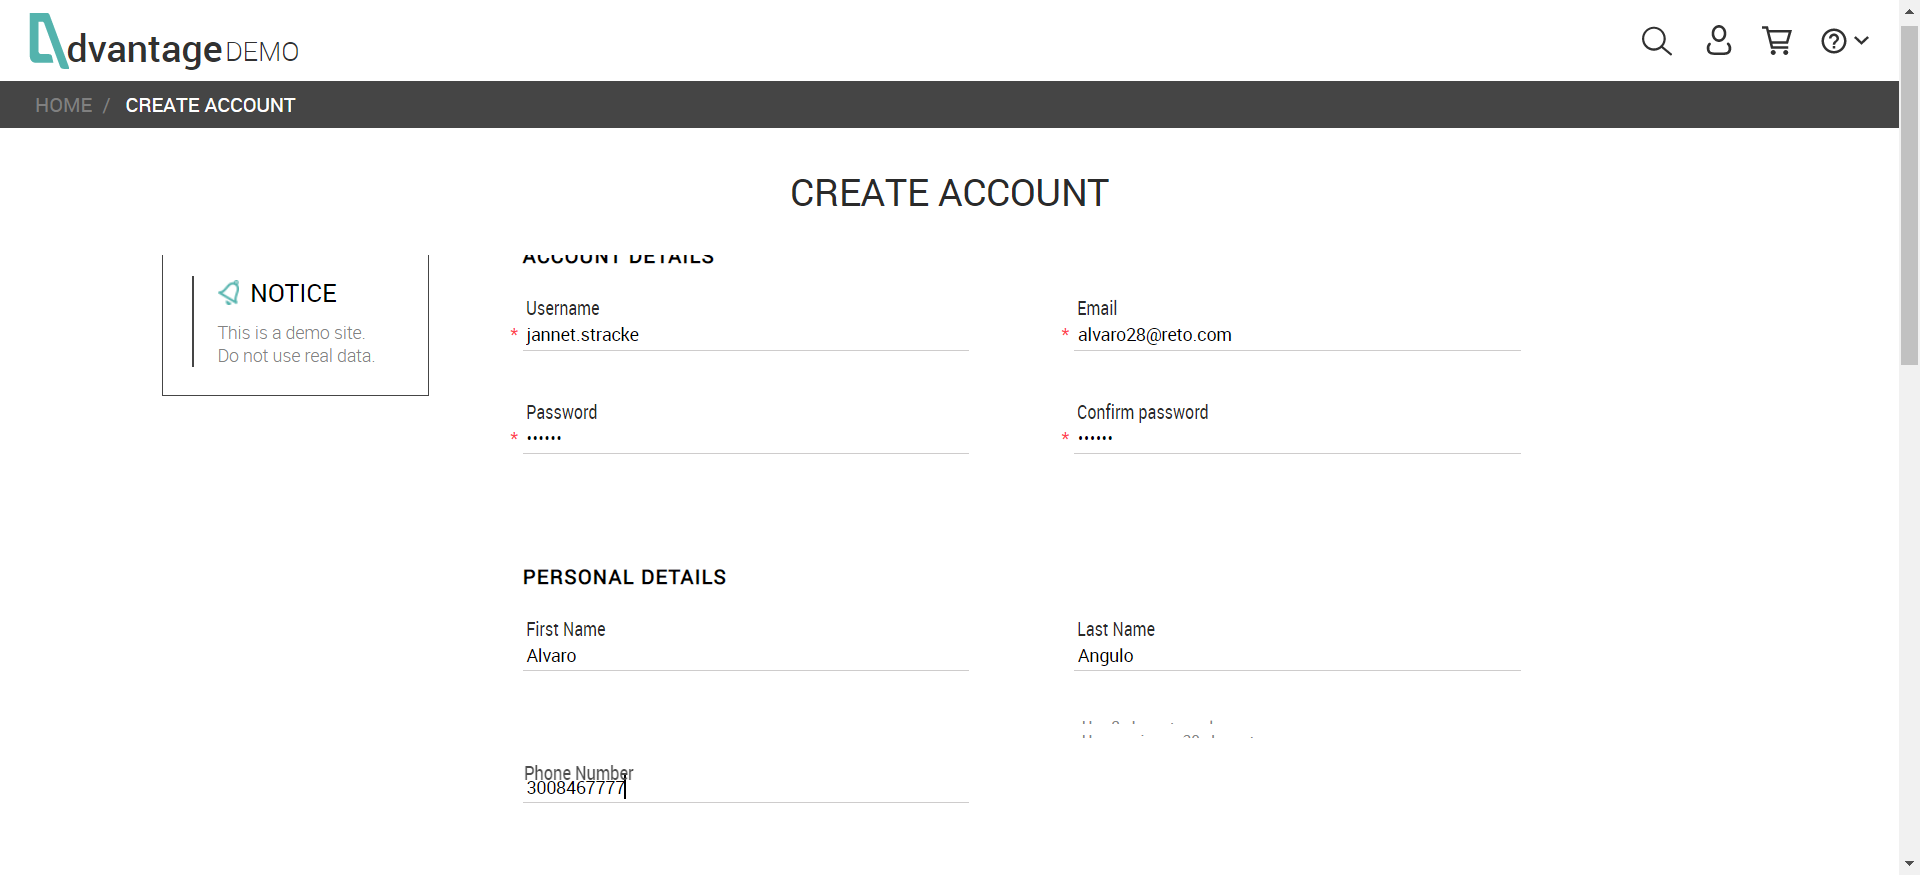 dvantage DEMO
HOME / CREATE ACCOUNT
CREATE ACCOUNT
ACCOUNT DETAILS
NOTICE
This is a demo site.
Do not use real data.
Username
* jannet.stracke
Email
* alvaro28@reto.com
Password
* ••••••
Confirm password
* ••••••
PERSONAL DETAILS
First Name
Alvaro
Last Name
Angulo
Phone Number
3008467777